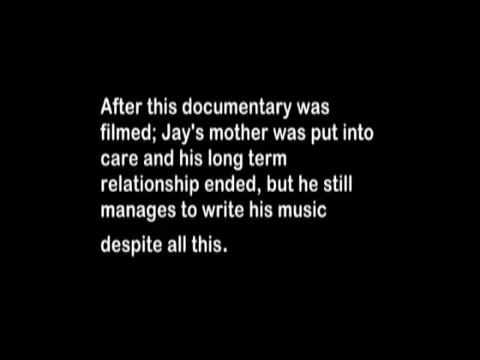 After this documentary was
filmed; Jay's mother was put into
care and his long term
relationship ended, but he still
manages to write his music
despite all this.